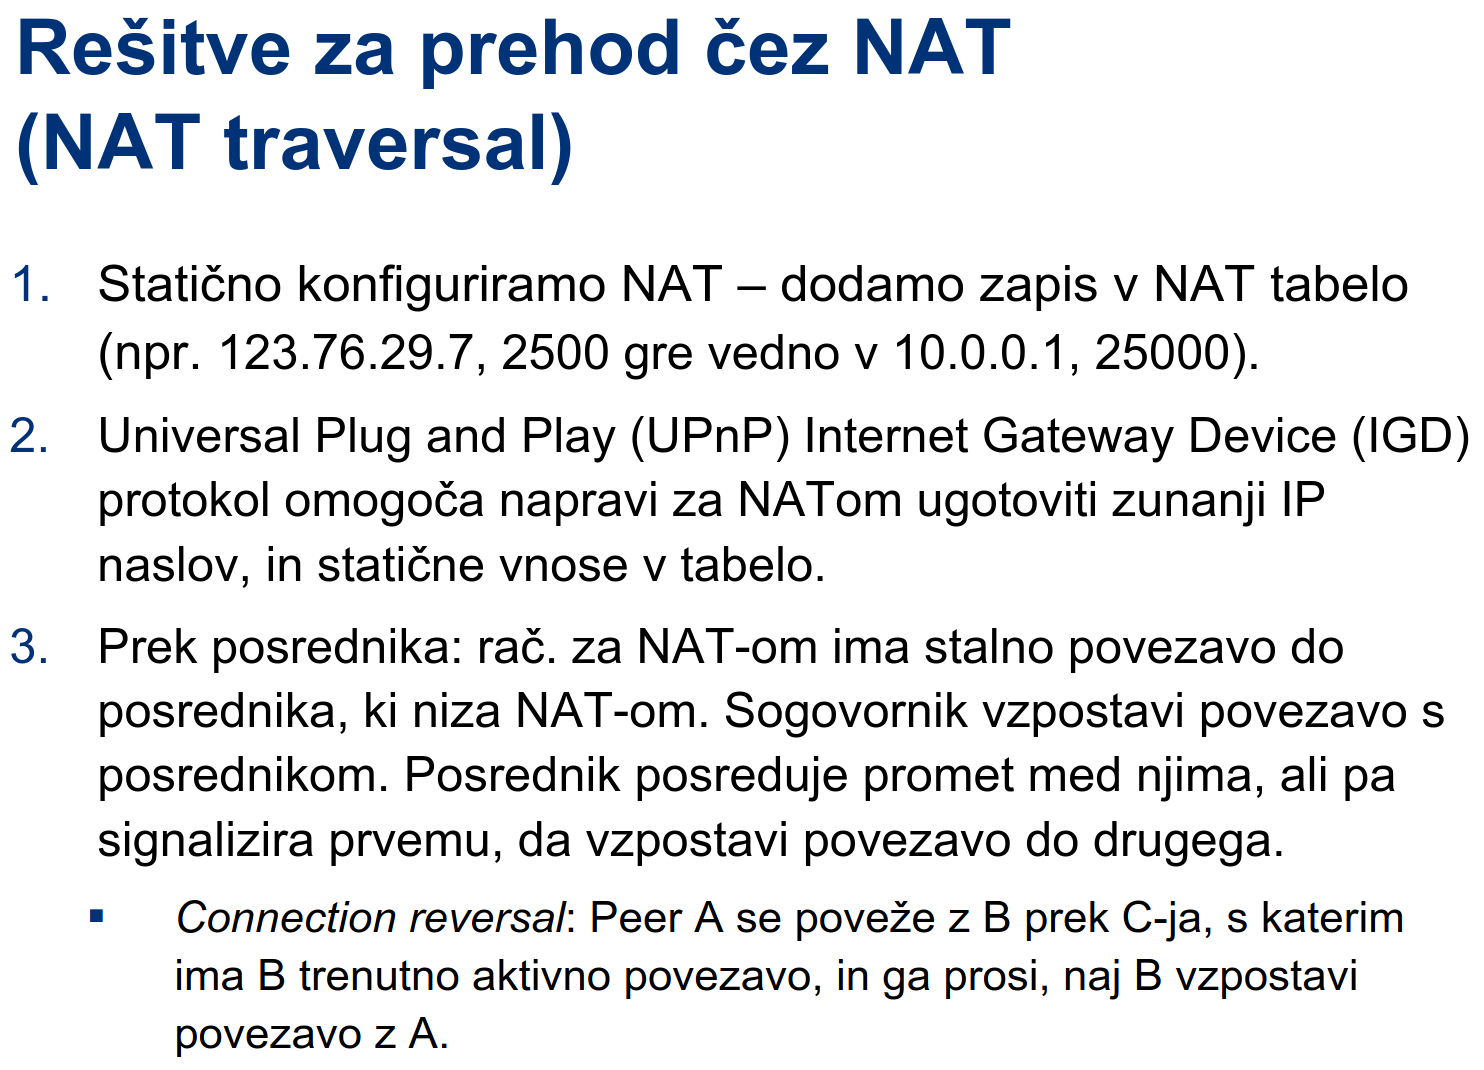 Rešitve za prehod čez NAT
(NAT traversal)
1. Statično konfiguriramo NAT – dodamo zapis v NAT tabelo
(npr. 123.76.29.7, 2500 gre vedno v 10.0.0.1, 25000).
2. Universal Plug and Play (UPnP) Internet Gateway Device (IGD)
protokol omogoča napravi za NATom ugotoviti zunanji IP
naslov, in statične vnose v tabelo.
3. Prek posrednika: rač. za NAT-om ima stalno povezavo do
posrednika, ki niza NAT-om. Sogovornik vzpostavi povezavo s
posrednikom. Posrednik posreduje promet med njima, ali pa
signalizira prvemu, da vzpostavi povezavo do drugega.
▪ Connection reversal: Peer A se poveže z B prek C-ja, s katerim
ima B trenutno aktivno povezavo, in ga prosi, naj B vzpostavi
povezavo z A.